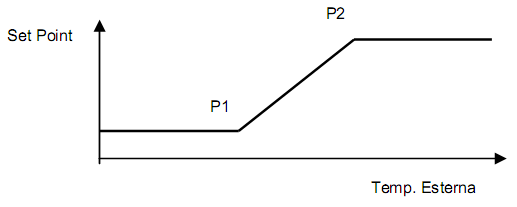 P2
Set Point
P1
Temp. Esterna